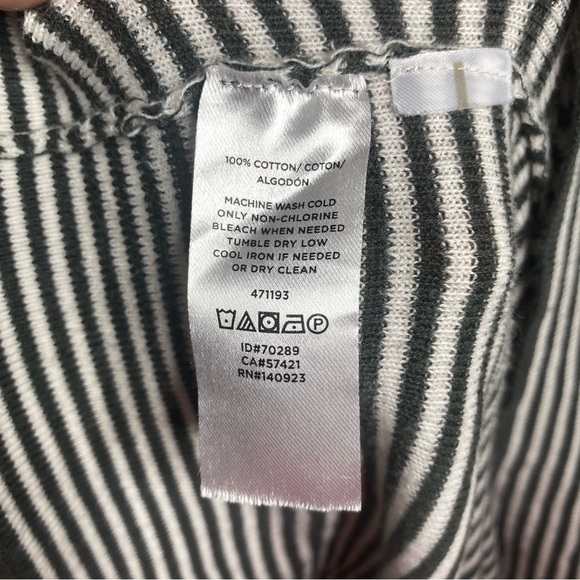 100% COTTON/ COTON/
ALGODÓN
MACHINE WASH COLD
ONLY NON-CHLORINE
BLEACH WHEN NEEDED
TUMBLE DRY LOW
COOL IRON IF NEEDED
OR DRY CLEAN
471193
P
ID#70289
CA#57421
RN#140923